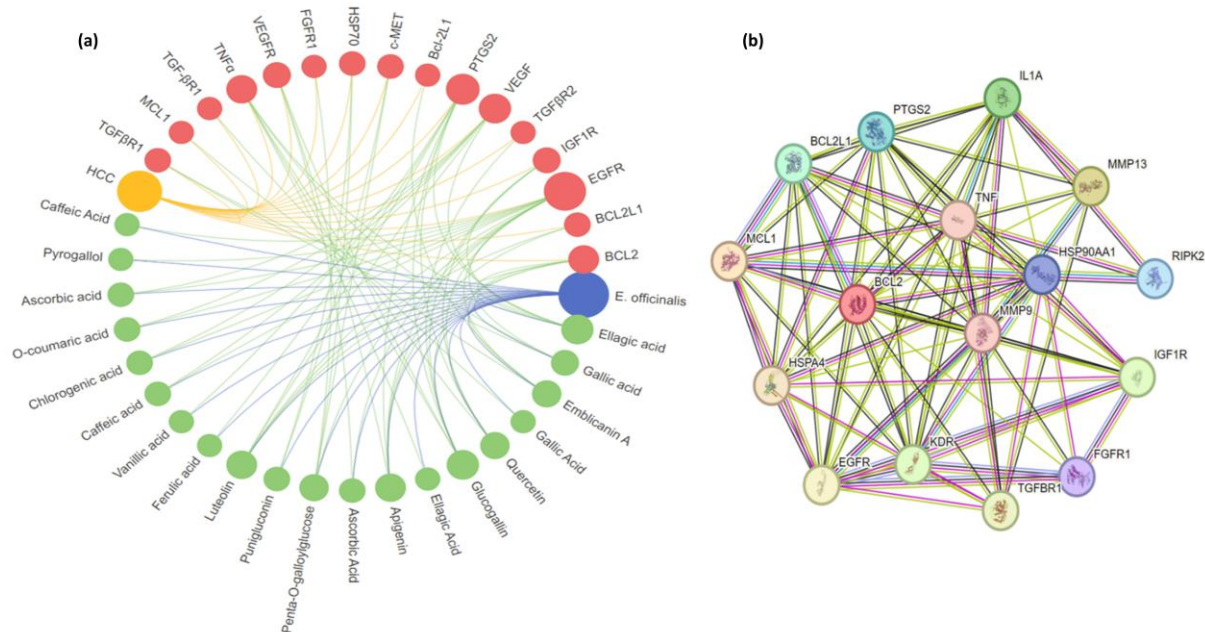 (a)
HCC
TGFβR1
MCL1
TGF-βR1
TNFα
VEGFR
FGFR1
HSP70
c-MET
Bcl-2L1
PTGS2
VEGF
TGFβR2
IGF1R
EGFR
BCL2L1
BCL2
E. officinalis
Ellagic acid
Gallic acid
Emblicanin A
Gallic Acid
Quercetin
Glucogallin
Ellagic Acid
Apigenin
Ascorbic Acid
Penta-O-galloylglucose
Punigluconin
Luteolin
Ferulic acid
Vanillic acid
Caffeic acid
Chlorogenic acid
O-coumaric acid
Ascorbic acid
Pyrogallol
Caffeic Acid
(b)
IL1A
PTGS2
BCL2L1
MMP13
TNF
MCL1
HSP90AA1
RIPK2
BCL2
MMP9
HSPA4
IGF1R
KDR
EGFR
FGFR1
TGFBR1